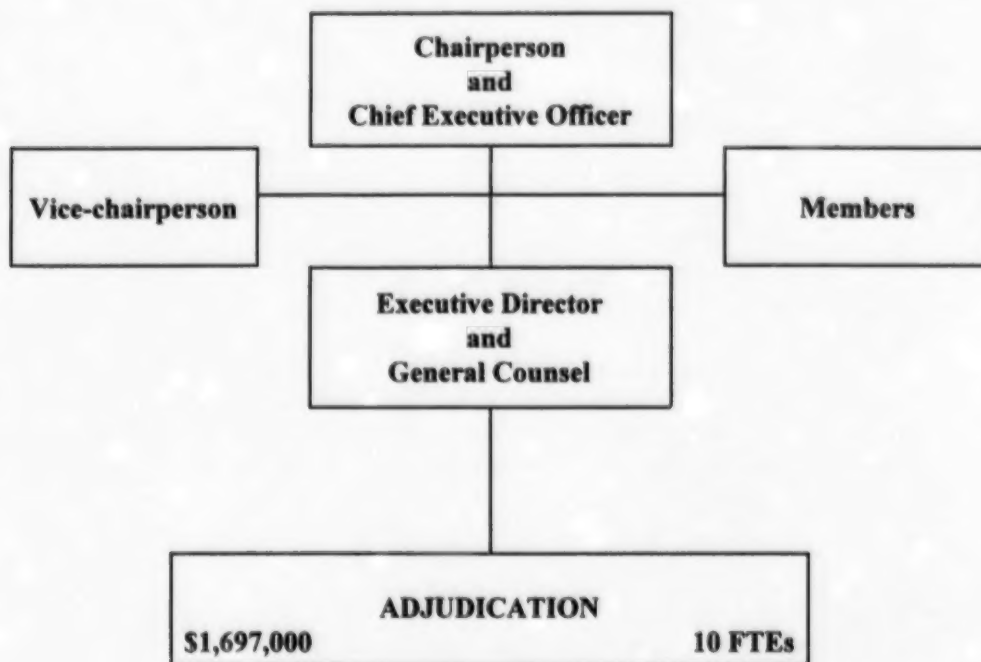 Chairperson
and
Chief Executive Officer
Vice-chairperson
Members
Executive Director
and
General Counsel
ADJUDICATION
$1,697,000 10 FTEs